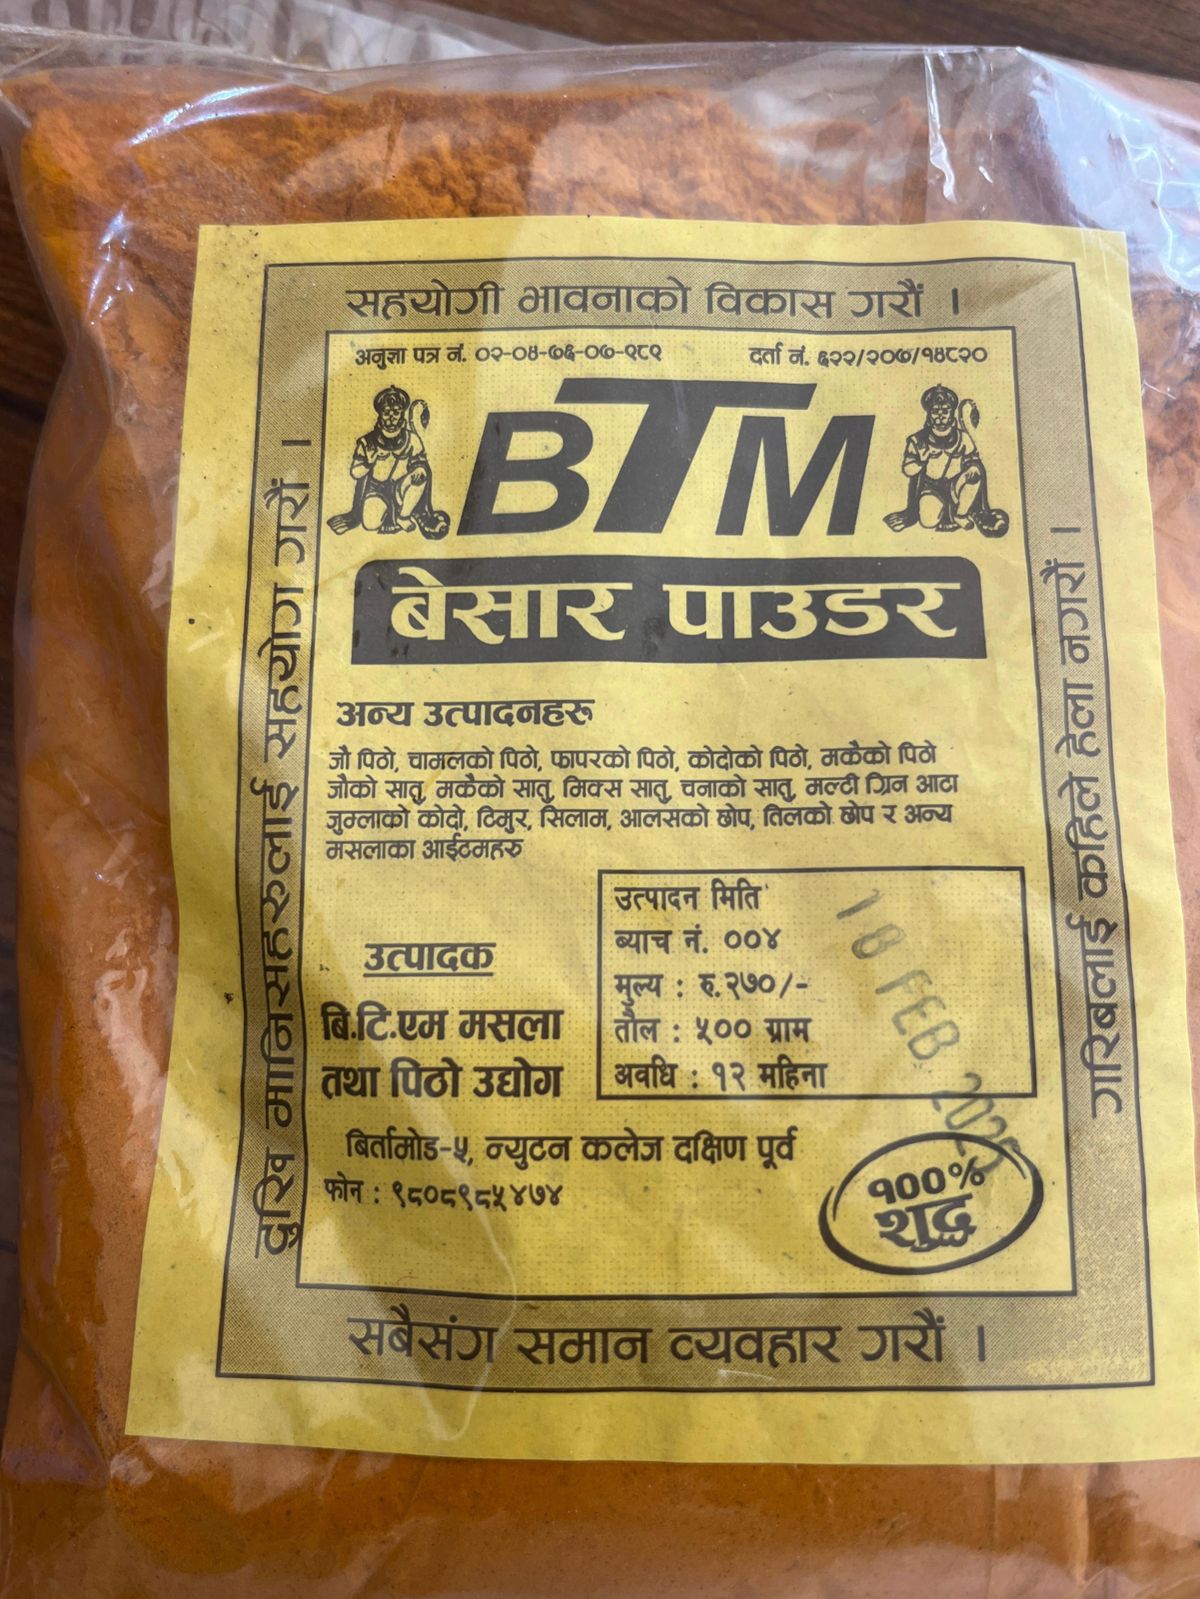 सहयोगी भावनाको विकास गरौं ।
अनुज्ञा पत्र नं. ०२-०४-७६-०७-९८९
दर्ता नं. ६२२/२०७/१४८२०
BTM
बेसार पाउडर
अन्य उत्पादनहरु
जौ पिठो, चामलको पिठो, फापरको पिठो, कोदोको पिठो, मकैको पिठो
जौको सातु, मकैको सातु, मिक्स सातु, चनाको सातु, मल्टी ग्रिन आटा
जुम्लाको कोदो, टिमुर, सिलाम, आलसको छोप, तिलको छोप र अन्य
मसलाका आईटमहरु
उत्पादन मिति
ब्याच नं. ००४
मुल्य : रु.२७०/-
तौल : ५०० ग्राम
अवधि : १२ महिना
18 FEB
उत्पादक
बि.टि.एम मसला
तथा पिठो उद्योग
बिर्तामोड-५, न्युटन कलेज दक्षिण पूर्व
फोन : ९८०८९८५४७४
१००%
शुद्ध
दुखि मानिसहरुलाई सहयोग गरौं ।
गरिबलाई कहिले हेला नगरौं ।
सबैसंग समान व्यवहार गरौं ।